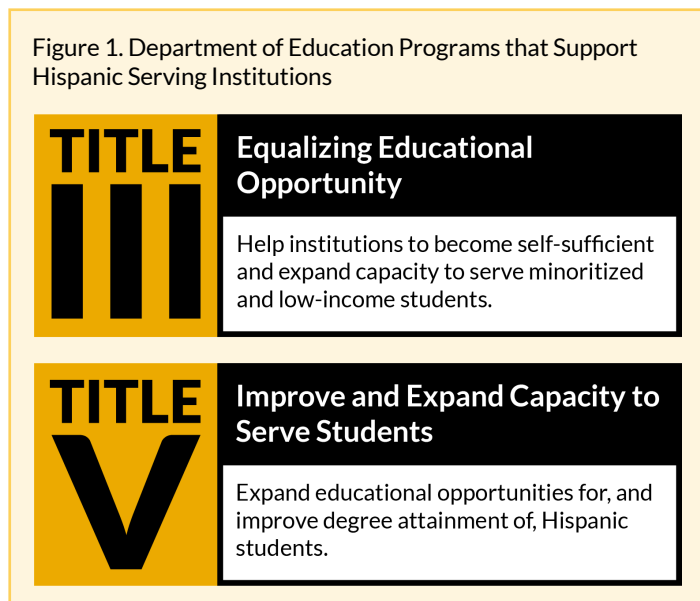 Figure 1. Department of Education Programs that Support
Hispanic Serving Institutions
TITLE
III
Equalizing Educational
Opportunity
Help institutions to become self-sufficient
and expand capacity to serve minoritized
and low-income students.
TITLE
V
Improve and Expand Capacity to
Serve Students
Expand educational opportunities for, and
improve degree attainment of, Hispanic
students.